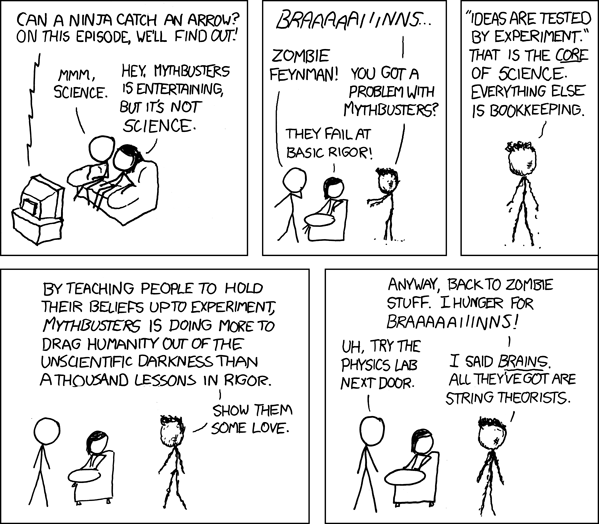 CAN A NINJA CATCH AN ARROW?
ON THIS EPISODE, WE'LL FIND OUT!
MMM,
SCIENCE.
HEY, MYTHBUSTERS
IS ENTERTAINING,
BUT IT'S NOT
SCIENCE.
BRAAAAAIIINNS...
ZOMBIE
FEYNMAN!
YOU GOT A
PROBLEM WITH
MYTHBUSTERS?
THEY FAIL AT
BASIC RIGOR!
"IDEAS ARE TESTED
BY EXPERIMENT."
THAT IS THE CORE
OF SCIENCE.
EVERYTHING ELSE
IS BOOKKEEPING.
BY TEACHING PEOPLE TO HOLD
THEIR BELIEFS UP TO EXPERIMENT,
MYTHBUSTERS IS DOING MORE TO
DRAG HUMANITY OUT OF THE
UNSCIENTIFIC DARKNESS THAN
A THOUSAND LESSONS IN RIGOR.
SHOW THEM
SOME LOVE.
ANYWAY, BACK TO ZOMBIE
STUFF. I HUNGER FOR
BRAAAAAIIINNS!
UH, TRY THE
PHYSICS LAB
NEXT DOOR.
I SAID BRAINS.
ALL THEY'VE GOT ARE
STRING THEORISTS.